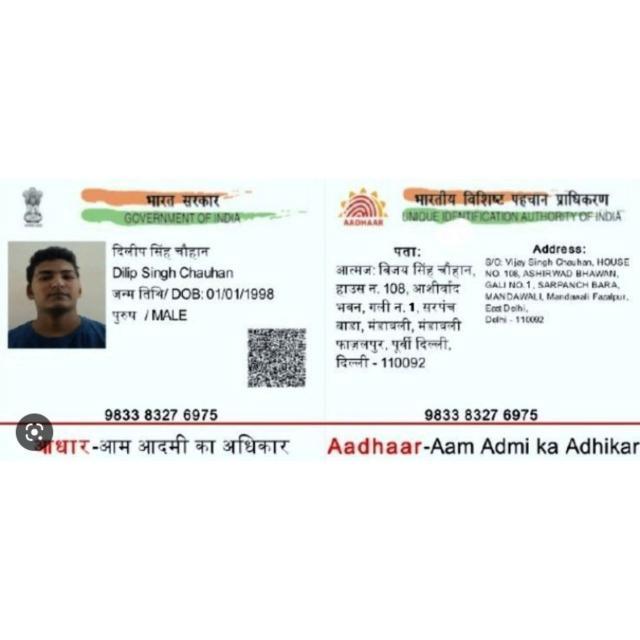 भारत सरकार
GOVERNMENT OF INDIA
दिलीप सिंह चौहान
Dilip Singh Chauhan
जन्म तिथि/ DOB: 01/01/1998
पुरुष / MALE
9833 8327 6975
आधार-आम आदमी का अधिकार
भारतीय विशिष्ट पहचान प्राधिकरण
UNIQUE IDENTIFICATION AUTHORITY OF INDIA
AADHAAR
पता:
आत्मज: विजय सिंह चौहान,
हाउस न. 108, आशीर्वाद
भवन, गली न. 1, सरपंच
बाडा, मंडावली, मंडावली
फाज़लपुर, पूर्वी दिल्ली,
दिल्ली - 110092
Address:
S/O: Vijay Singh Chauhan, HOUSE
NO. 108, ASHIRWAD BHAWAN,
GALI NO.1, SARPANCH BARA,
MANDAWALI, Mandawali Fazalpur,
East Delhi,
Delhi - 110092
9833 8327 6975
Aadhaar-Aam Admi ka Adhikar